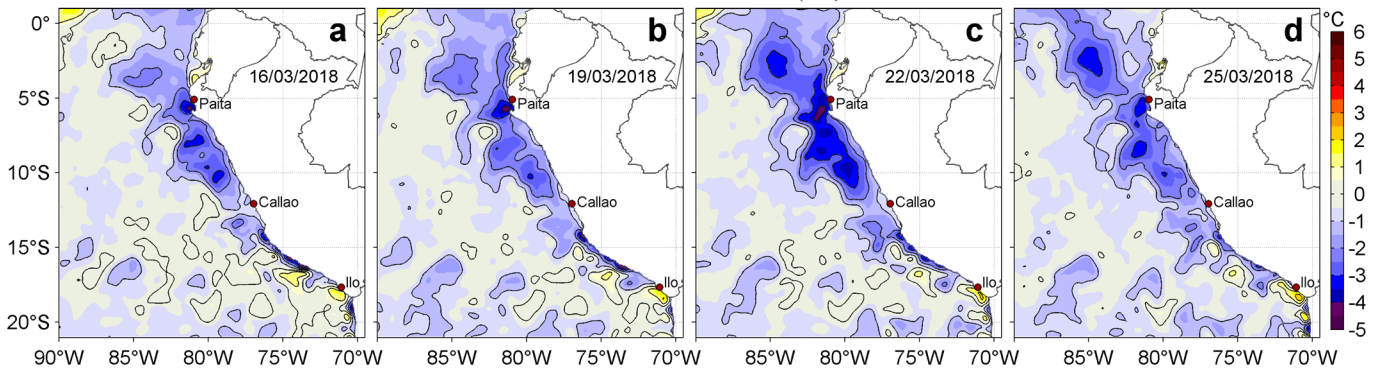 a
b
c
d
°C
16/03/2018
19/03/2018
22/03/2018
25/03/2018
Paita
Paita
Paita
Paita
Callao
Callao
Callao
Callao
Ilo
Ilo
Ilo
Ilo
0°
5°S
10°S
15°S
20°S
90°W 85°W 80°W 75°W 70°W
85°W 80°W 75°W 70°W
85°W 80°W 75°W 70°W
85°W 80°W 75°W 70°W
6
5
4
3
2
1
0
-1
-2
-3
-4
-5